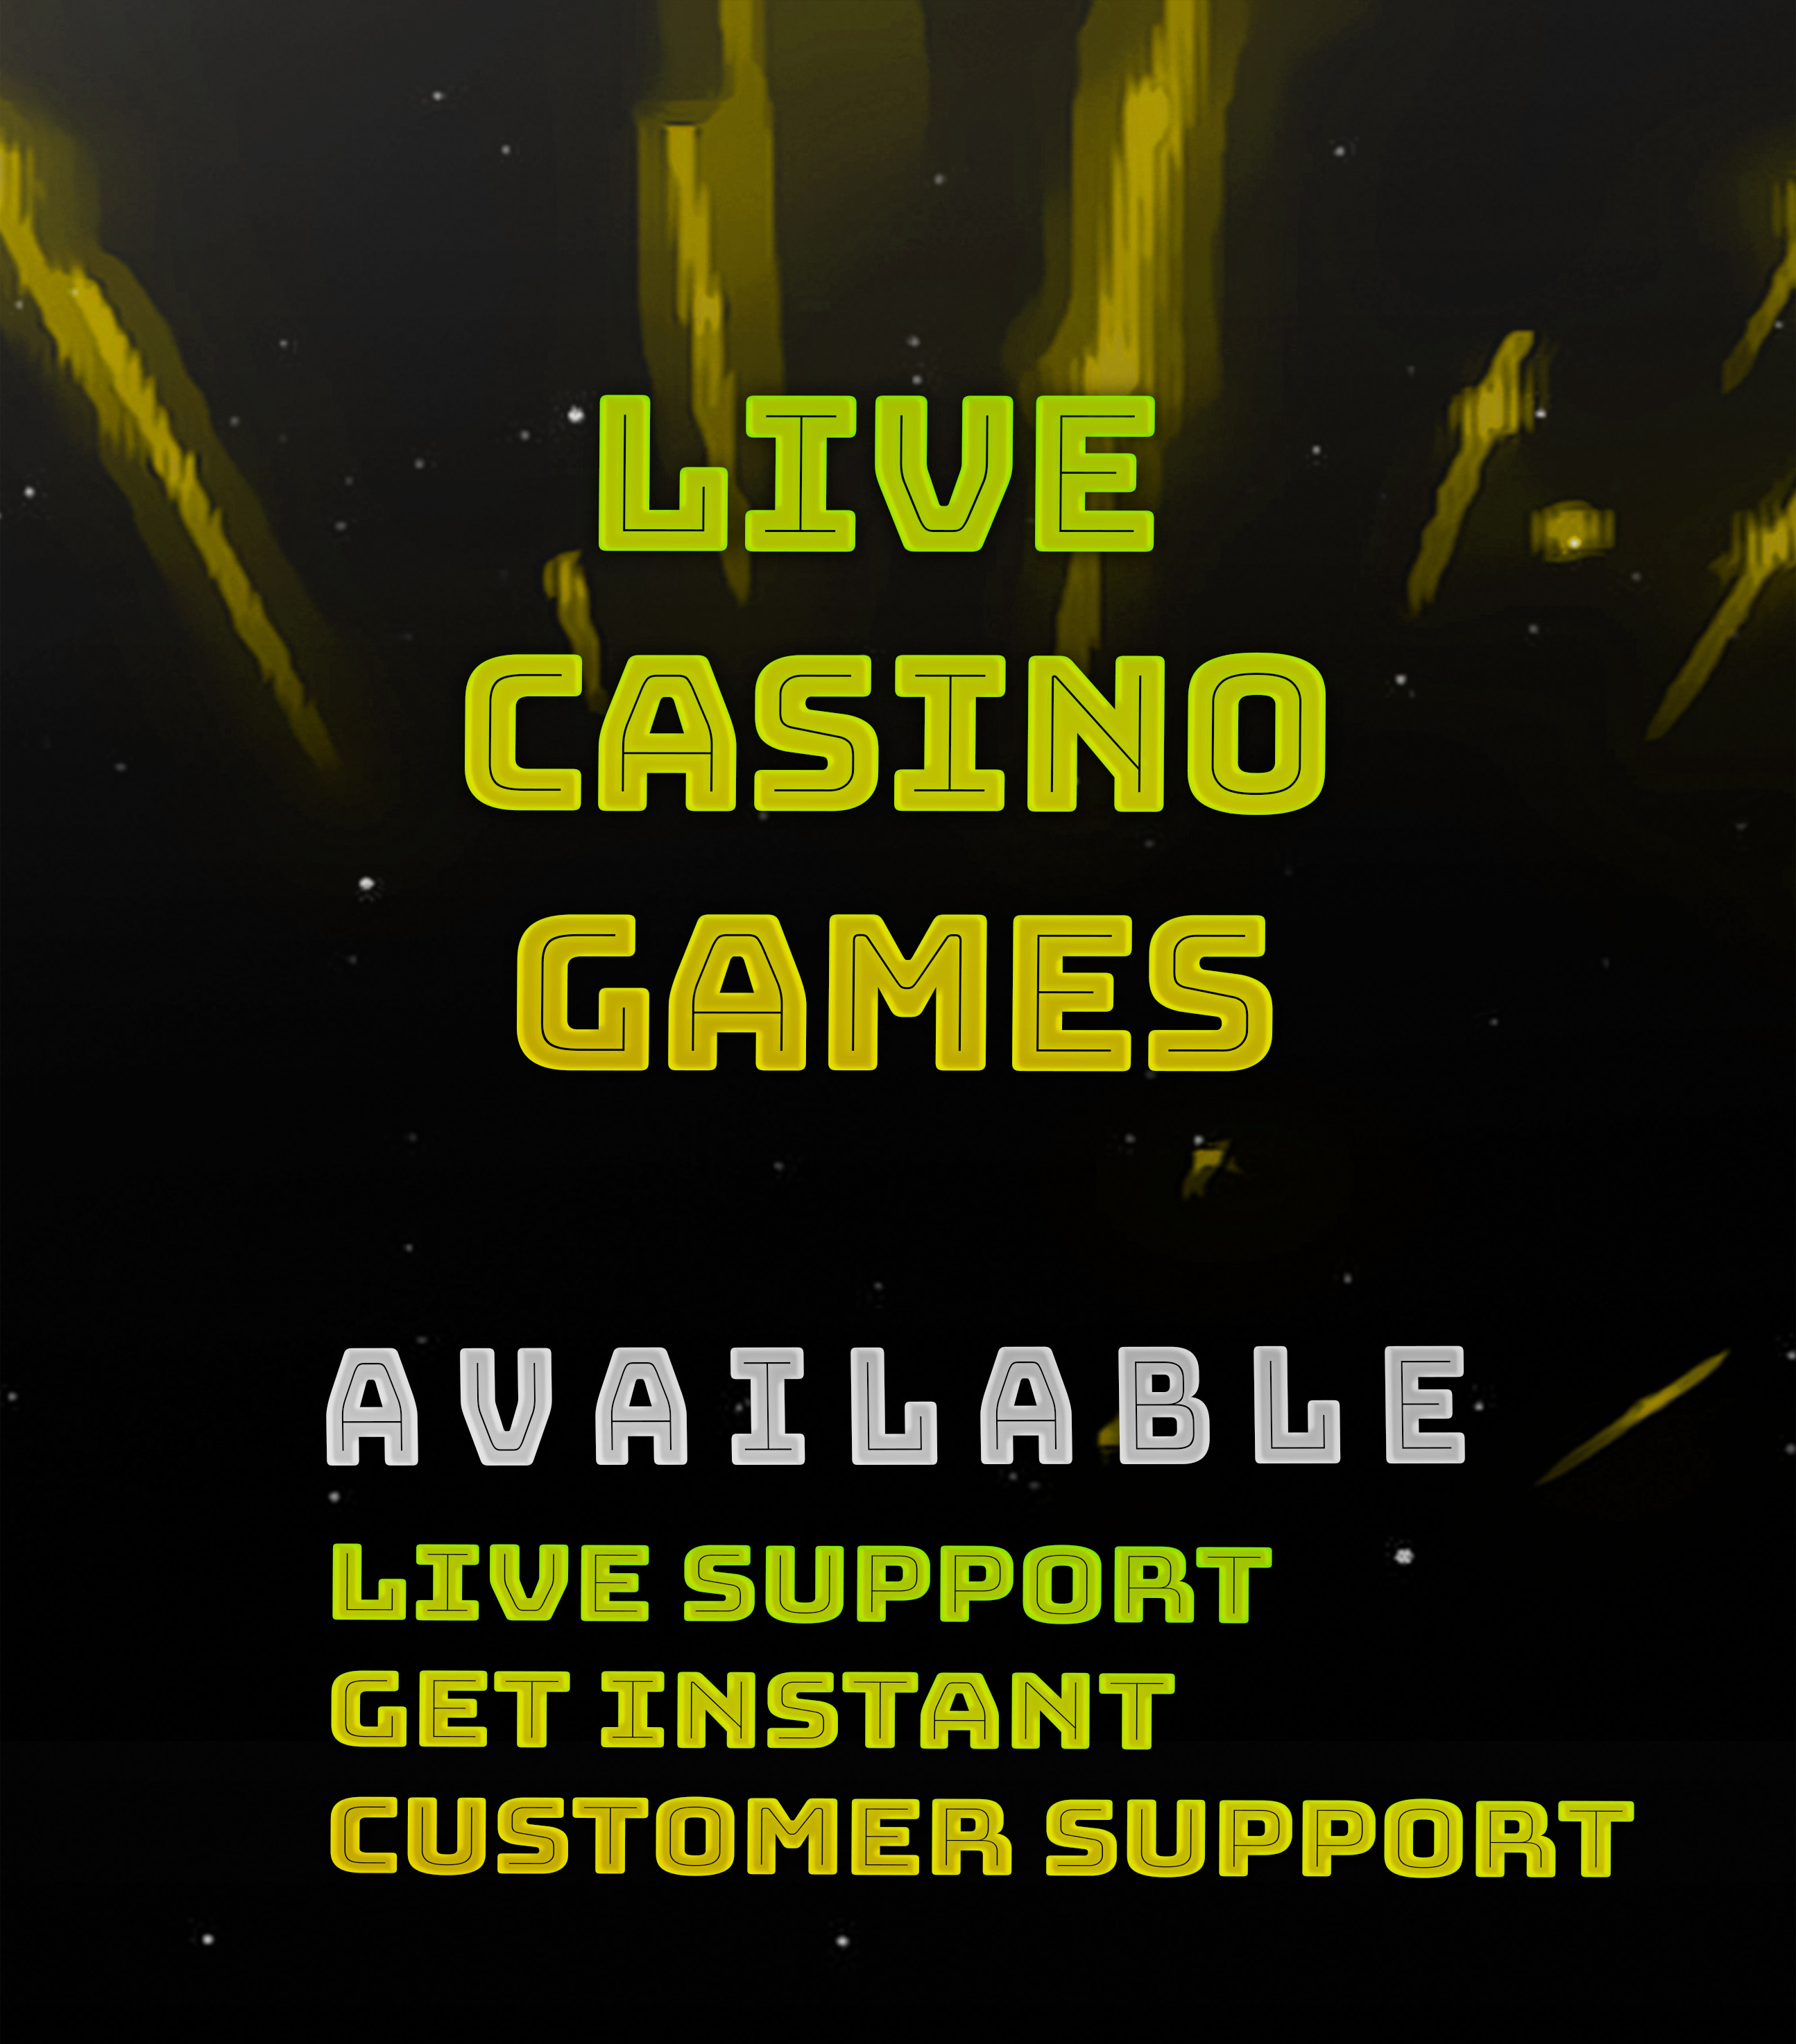 LIVE
CASINO
GAMES
AVAILABLE
LIVE SUPPORT
GET INSTANT
CUSTOMER SUPPORT